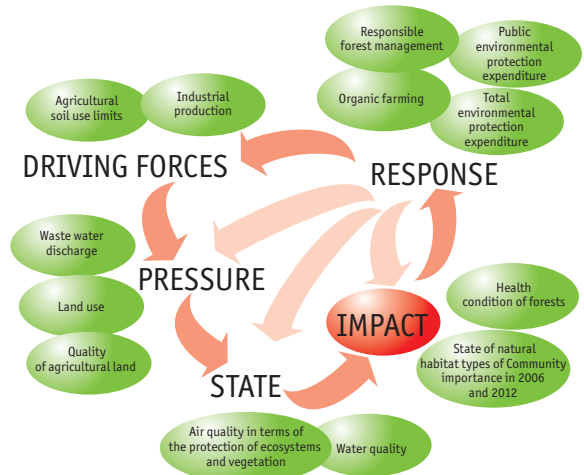 Responsible
forest management
Public
environmental
protection
expenditure
Agricultural
soil use limits
Industrial
production
Organic farming
Total
environmental
protection
expenditure
DRIVING FORCES
RESPONSE
Waste water
discharge
PRESSURE
Land use
Quality
of agricultural land
IMPACT
Health
condition of forests
State of natural
habitat types of Community
importance in 2006
and 2012
STATE
Air quality in terms of
the protection of ecosystems
and vegetation
Water quality